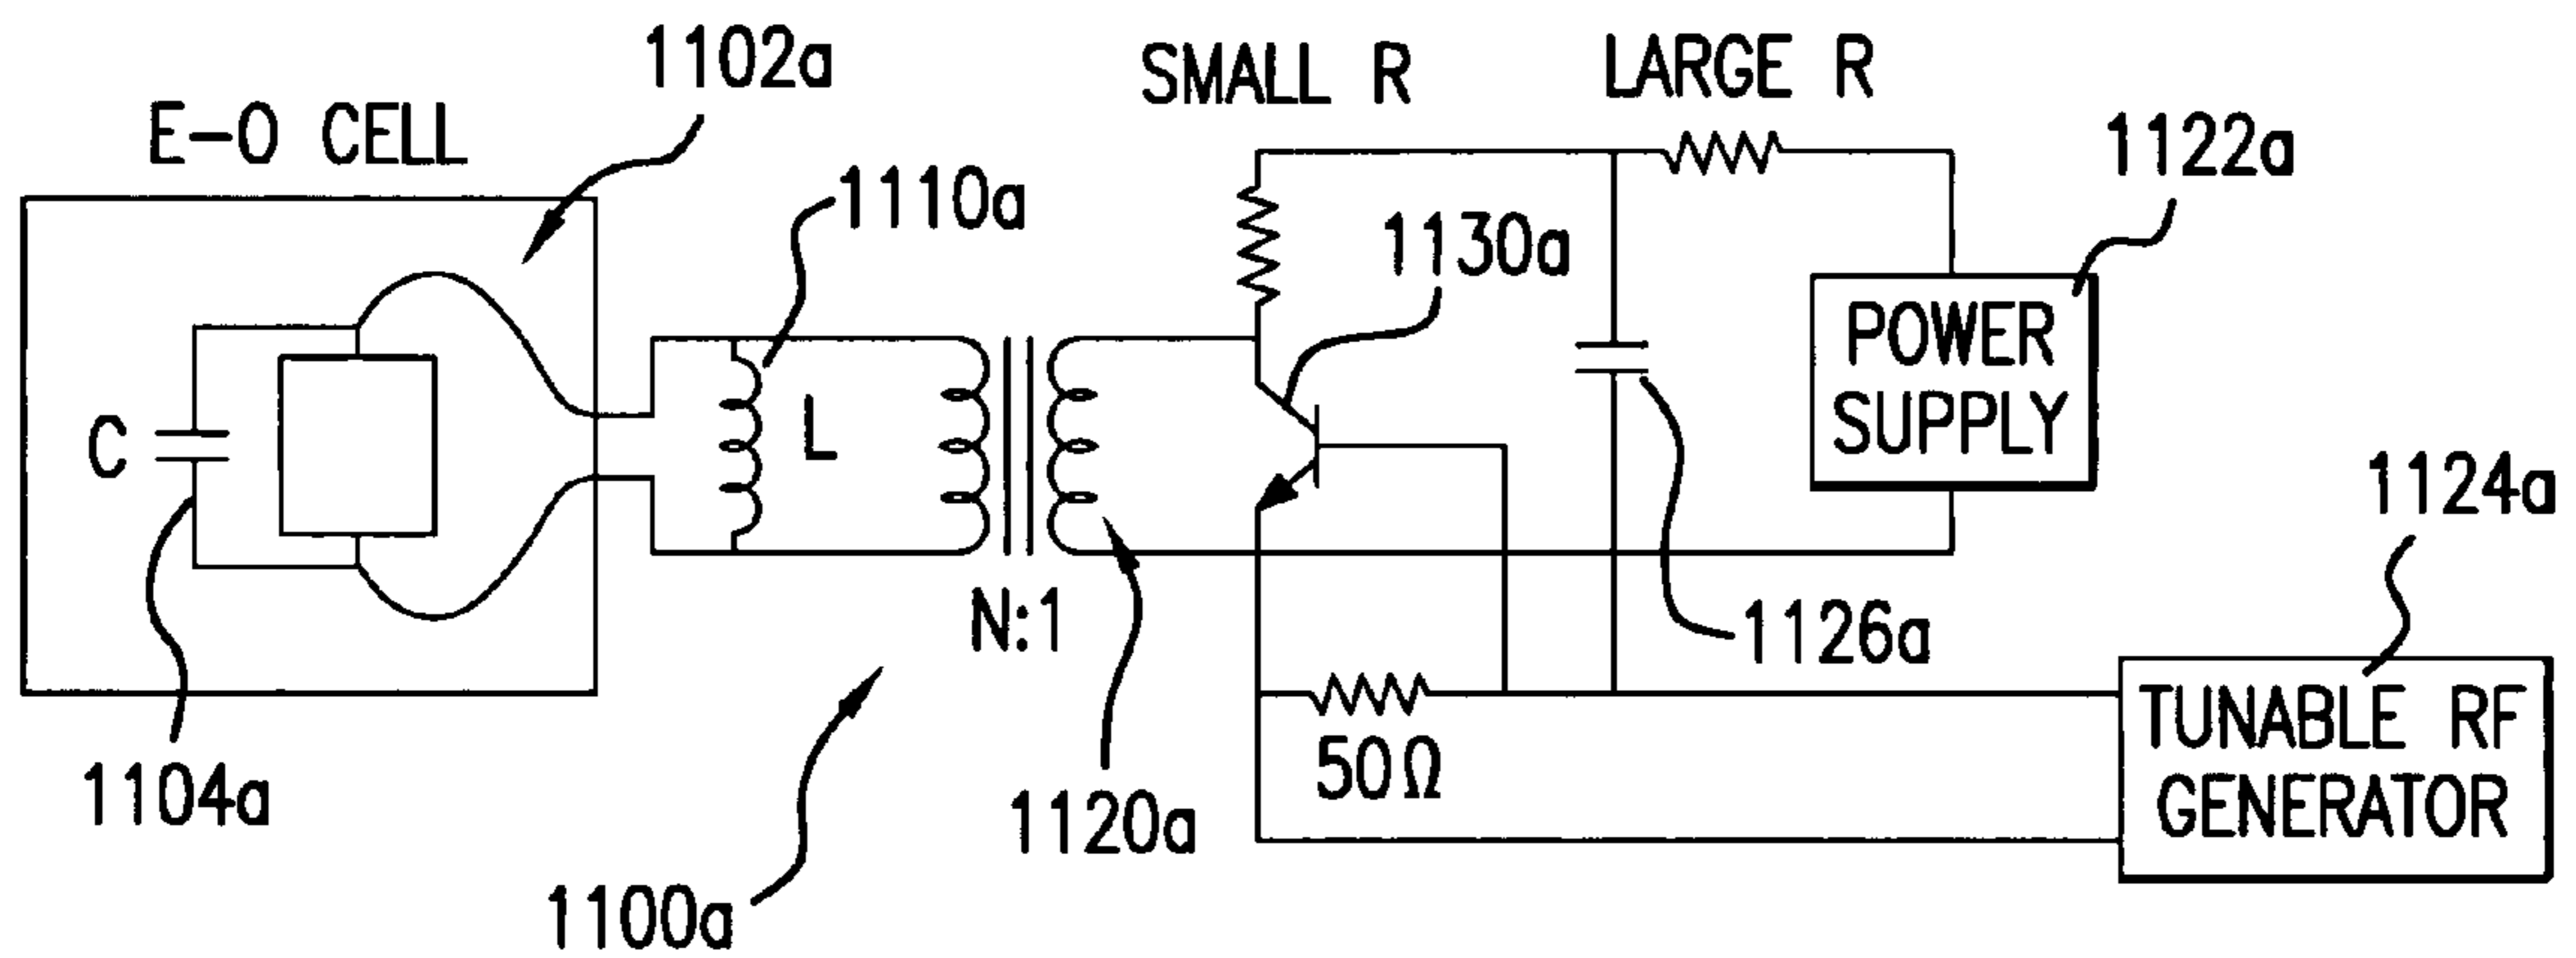 1102a
SMALL R
LARGE R
E-O CELL
1122a
1110a
1130a
POWER
SUPPLY
C
L
1124a
N:1
1126a
TUNABLE RF
GENERATOR
50Ω
1104a
1120a
1100a